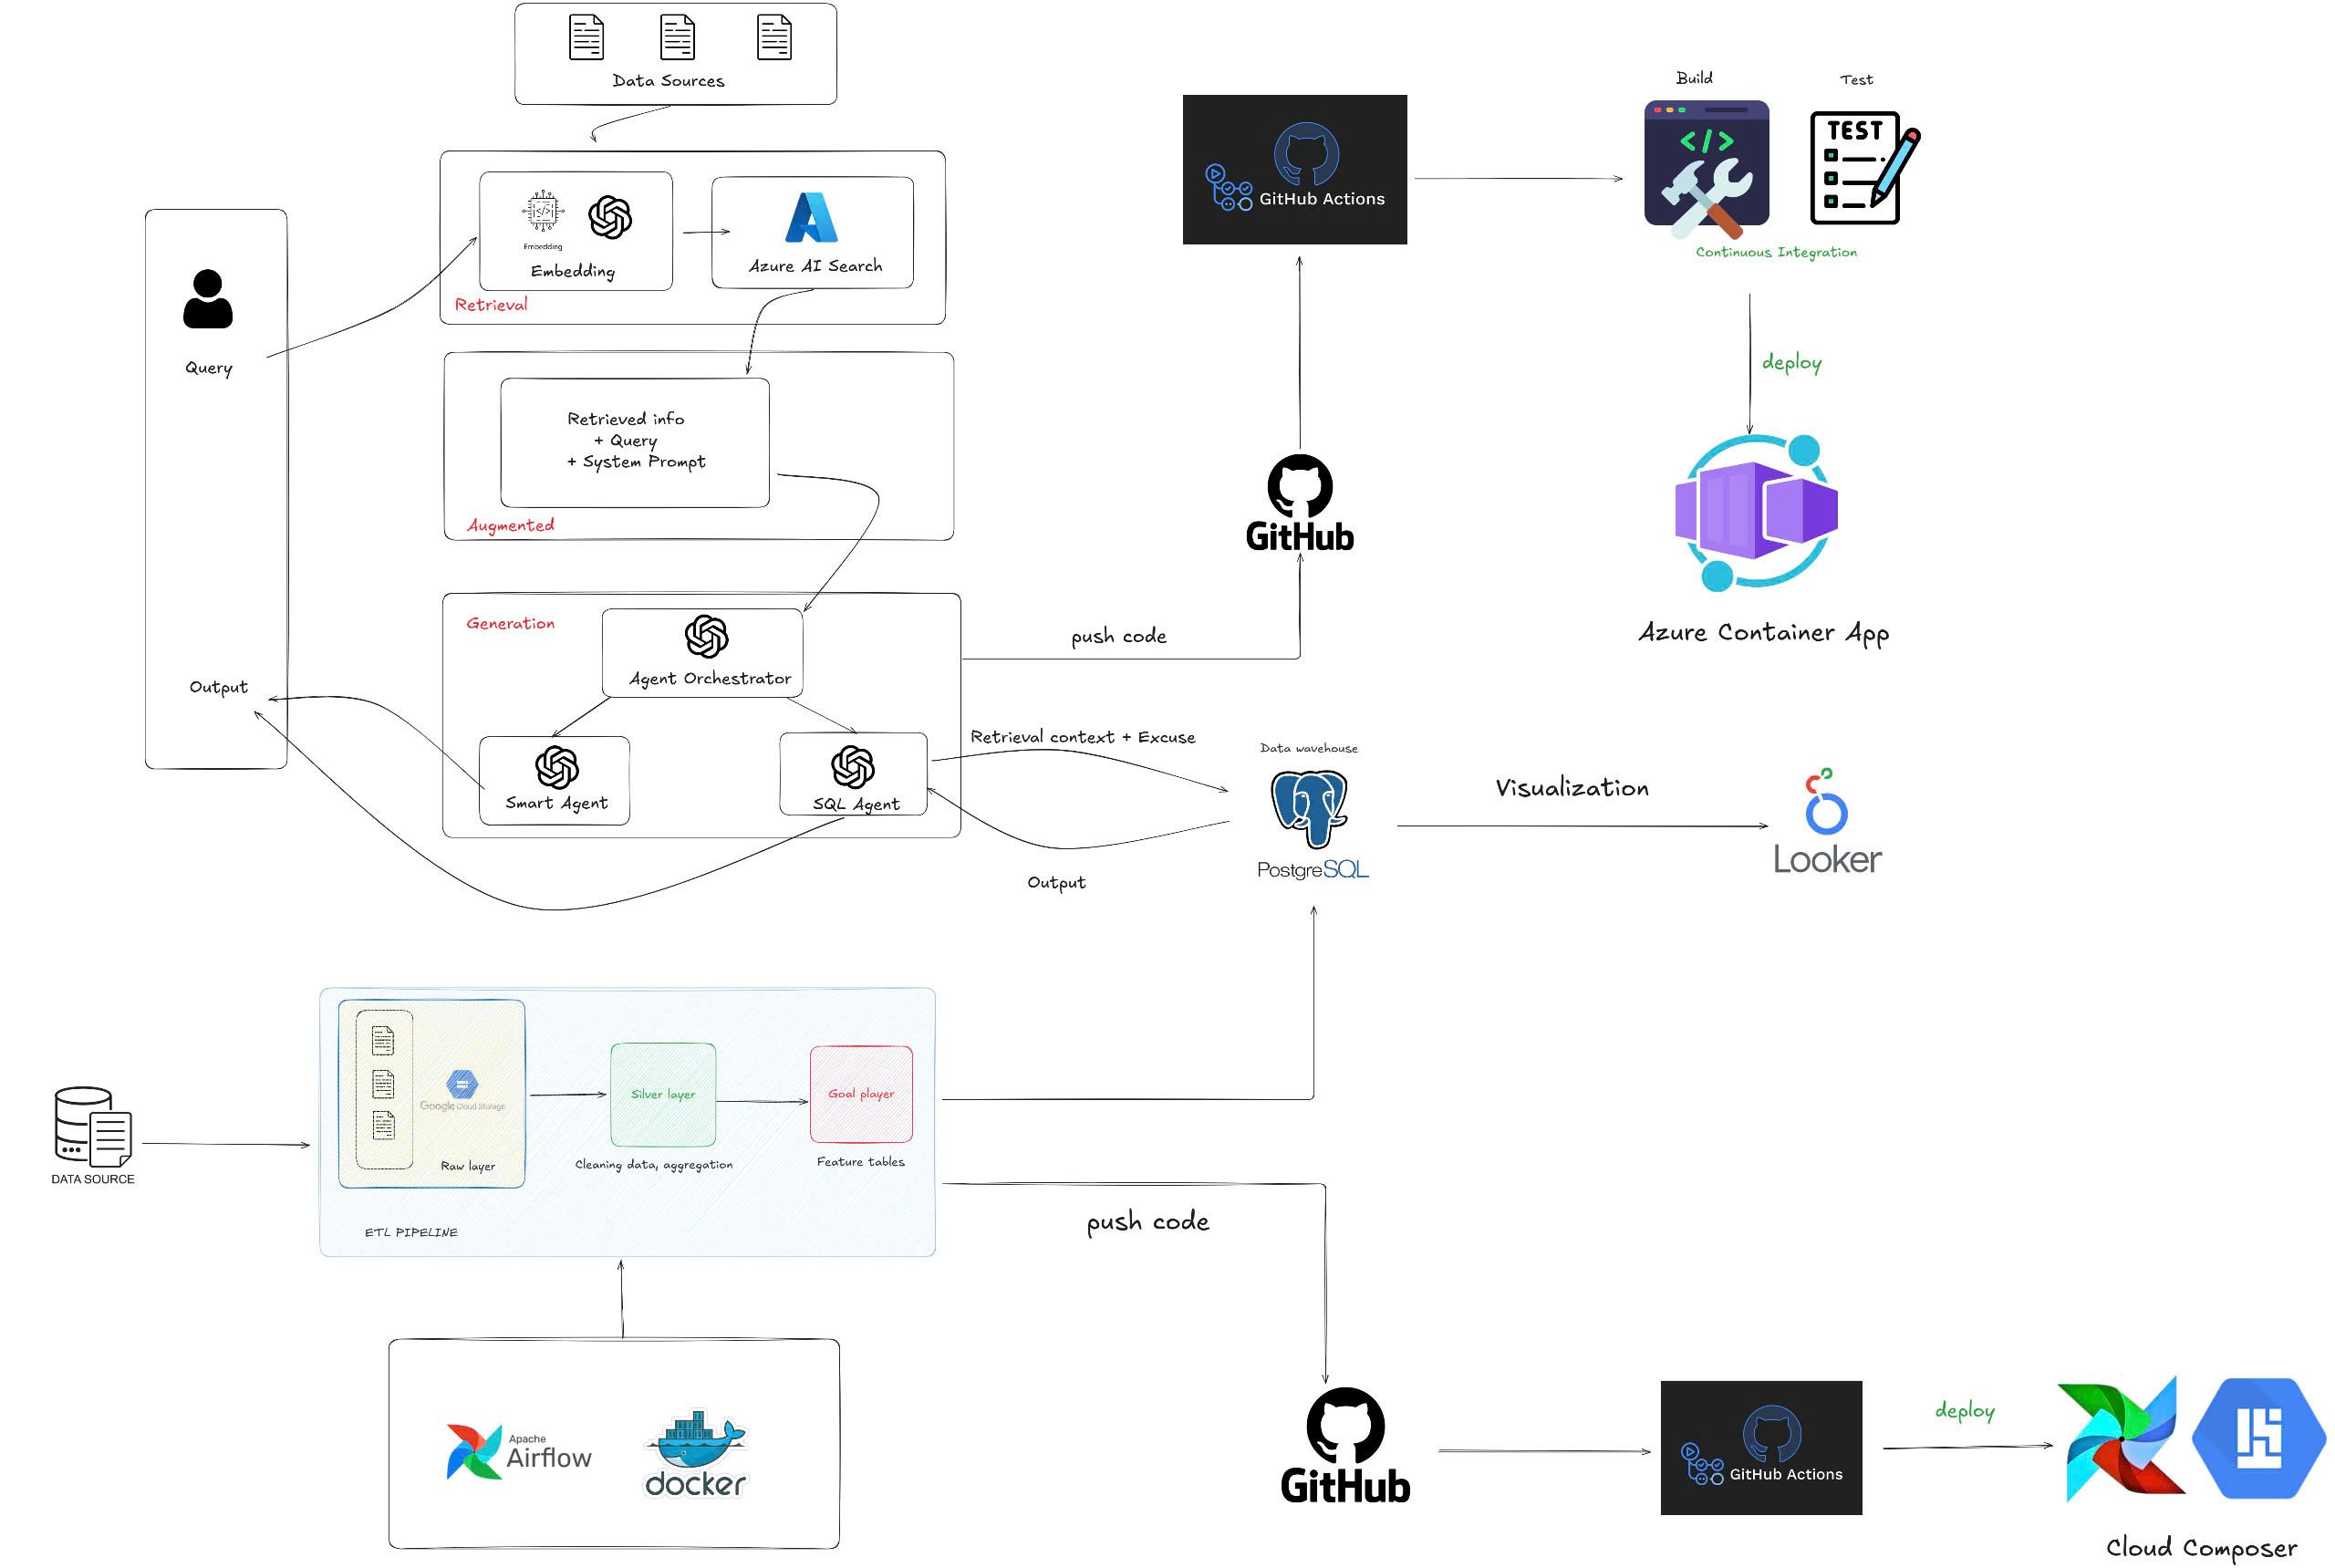 Data Sources
Embedding
Embedding
Azure AI Search
Retrieval
Query
Retrieved info
+ Query
+ System Prompt
Augmented
Generation
Agent Orchestrator
Smart Agent
SQL Agent
Output
push code
GitHub
GitHub Actions
Build
Test
TEST
</>
Continuous Integration
deploy
Azure Container App
Retrieval context + Excuse
Output
Data wavehouse
PostgreSQL
Visualization
Looker
DATA SOURCE
Google Cloud Storage
Raw layer
Silver layer
Cleaning data, aggregation
Goal player
Feature tables
ETL PIPELINE
push code
Apache
Airflow
docker
GitHub
GitHub Actions
deploy
Cloud Composer